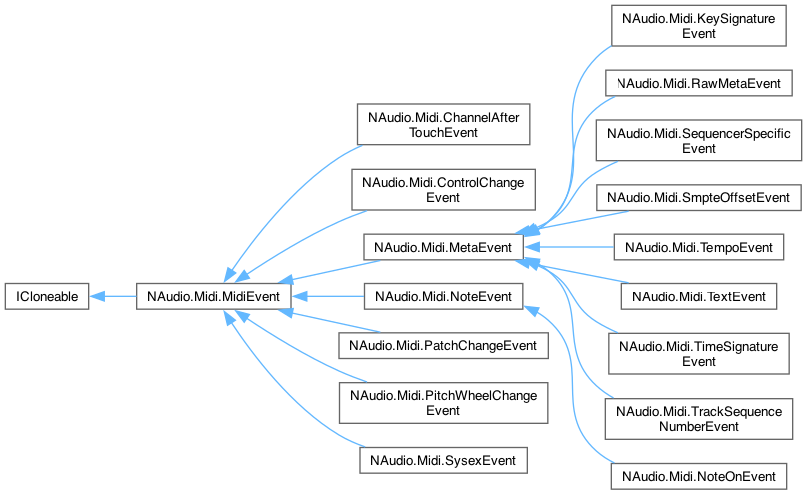 ICloneable
NAudio.Midi.MidiEvent
NAudio.Midi.ChannelAfter
TouchEvent
NAudio.Midi.ControlChange
Event
NAudio.Midi.MetaEvent
NAudio.Midi.NoteEvent
NAudio.Midi.PatchChangeEvent
NAudio.Midi.PitchWheelChange
Event
NAudio.Midi.SysexEvent
NAudio.Midi.KeySignature
Event
NAudio.Midi.RawMetaEvent
NAudio.Midi.SequencerSpecific
Event
NAudio.Midi.SmpteOffsetEvent
NAudio.Midi.TempoEvent
NAudio.Midi.TextEvent
NAudio.Midi.TimeSignature
Event
NAudio.Midi.TrackSequence
NumberEvent
NAudio.Midi.NoteOnEvent